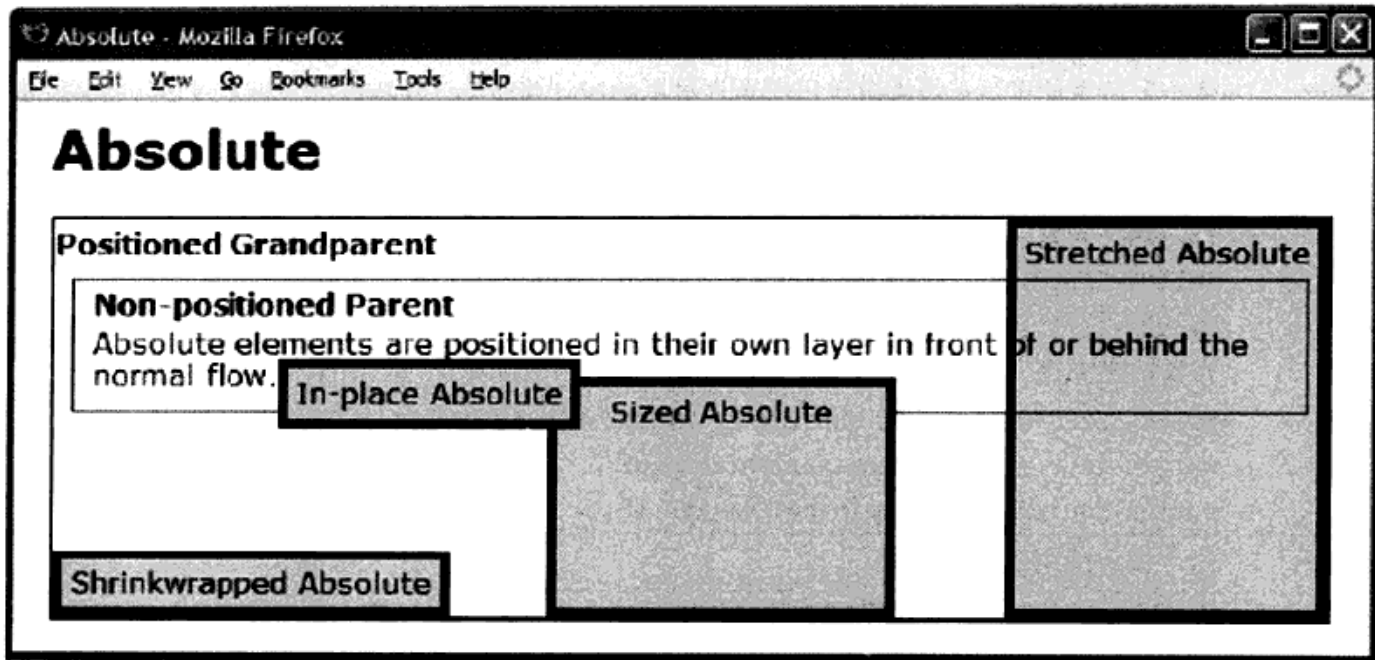 Absolute - Mozilla Firefox
File Edit View Go Bookmarks Tools Help
Absolute
Positioned Grandparent
Stretched Absolute
Non-positioned Parent
Absolute elements are positioned in their own layer in front of or behind the
normal flow.
In-place Absolute
Sized Absolute
Shrinkwrapped Absolute